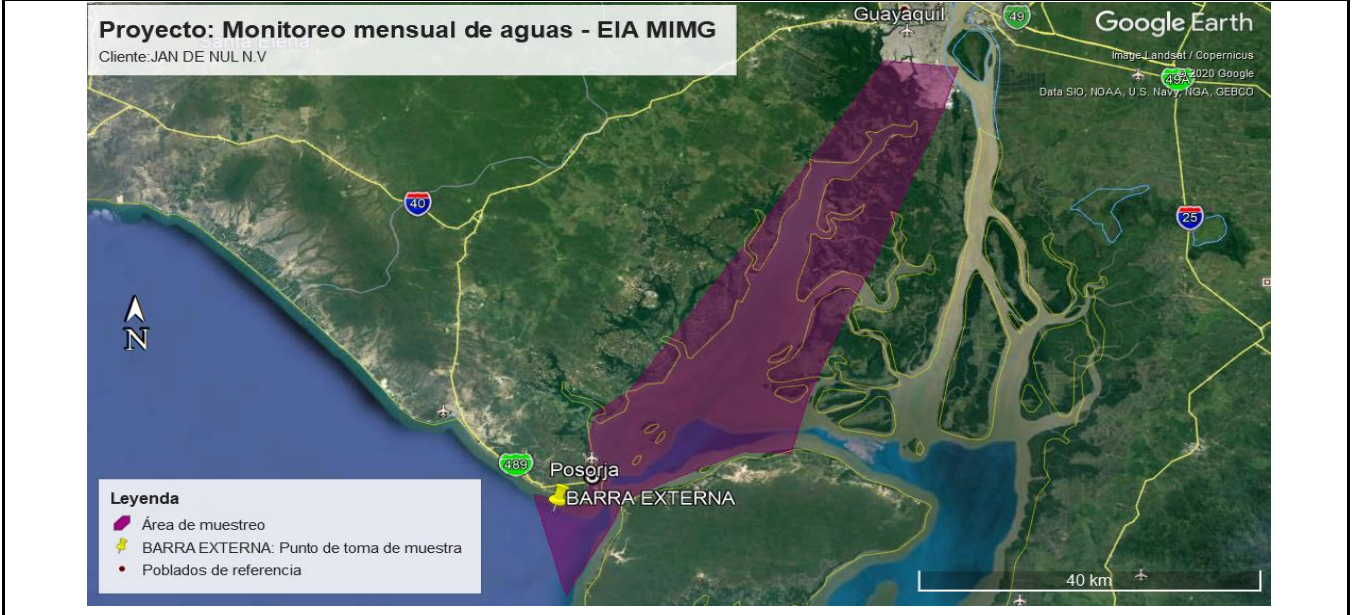 Proyecto: Monitoreo mensual de aguas - EIA MIMG
Cliente:JAN DE NUL N.V
Guayaquil
49
Google Earth
Image Landsat / Copernicus
© 2020 Google
49A
Data SIO, NOAA, U.S. Navy, NGA, GEBCO
40
25
N
489
Posorja
BARRA EXTERNA
Leyenda
Área de muestreo
BARRA EXTERNA: Punto de toma de muestra
Poblados de referencia
40 km